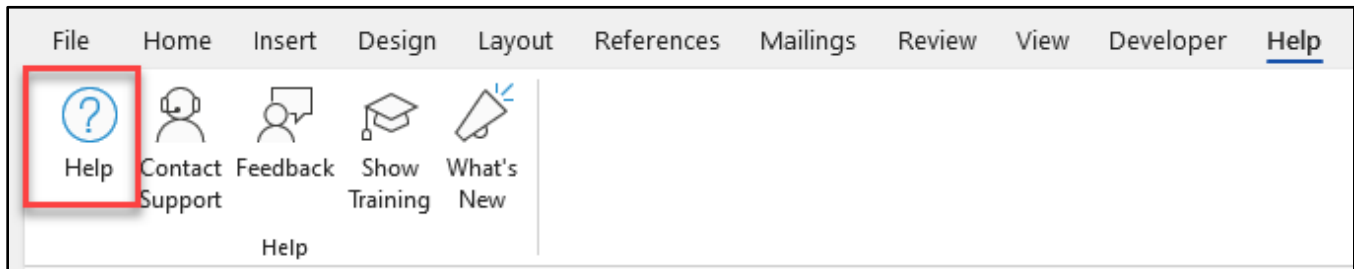 File Home Insert Design Layout References Mailings Review View Developer Help
Help Contact Feedback Show What's
Support Training New
Help